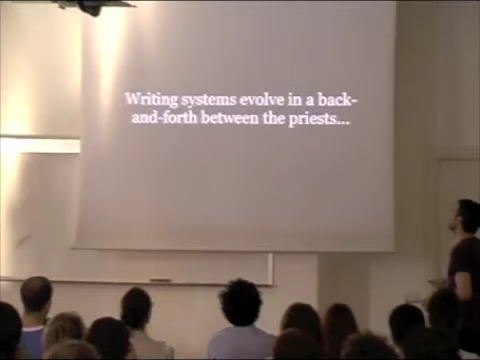 Writing systems evolve in a back-
and-forth between the priests...